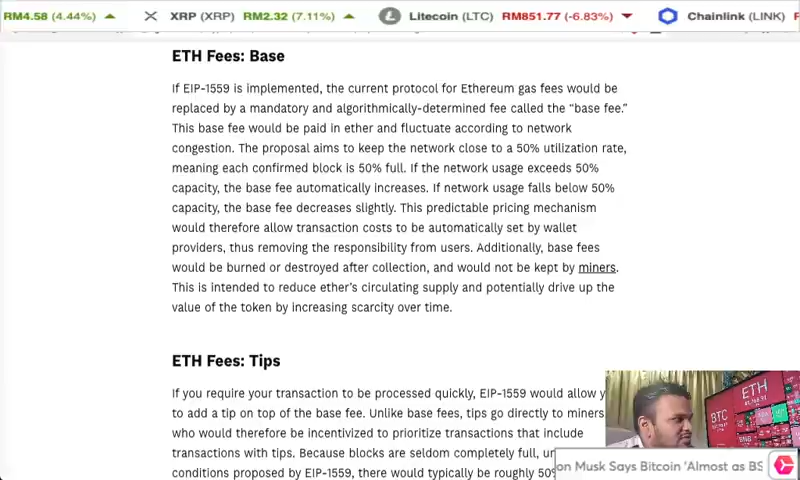 RM4.58 (4.44%) XRP (XRP) RM2.32 (7.11%) Litecoin (LTC) RM851.77 (-6.83%) Chainlink (LINK)
ETH Fees: Base
If EIP-1559 is implemented, the current protocol for Ethereum gas fees would be
replaced by a mandatory and algorithmically-determined fee called the “base fee.”
This base fee would be paid in ether and fluctuate according to network
congestion. The proposal aims to keep the network close to a 50% utilization rate,
meaning each confirmed block is 50% full. If the network usage exceeds 50%
capacity, the base fee automatically increases. If network usage falls below 50%
capacity, the base fee decreases slightly. This predictable pricing mechanism
would therefore allow transaction costs to be automatically set by wallet
providers, thus removing the responsibility from users. Additionally, base fees
would be burned or destroyed after collection, and would not be kept by miners.
This is intended to reduce ether’s circulating supply and potentially drive up the
value of the token by increasing scarcity over time.
ETH Fees: Tips
If you require your transaction to be processed quickly, EIP-1559 would allow y
to add a tip on top of the base fee. Unlike base fees, tips go directly to miners
who would therefore be incentivized to prioritize transactions that include
transactions with tips. Because blocks are seldom completely full, un
conditions proposed by EIP-1559, there would typically be roughly 50%
ETH
BTC
on Musk Says Bitcoin 'Almost as BS